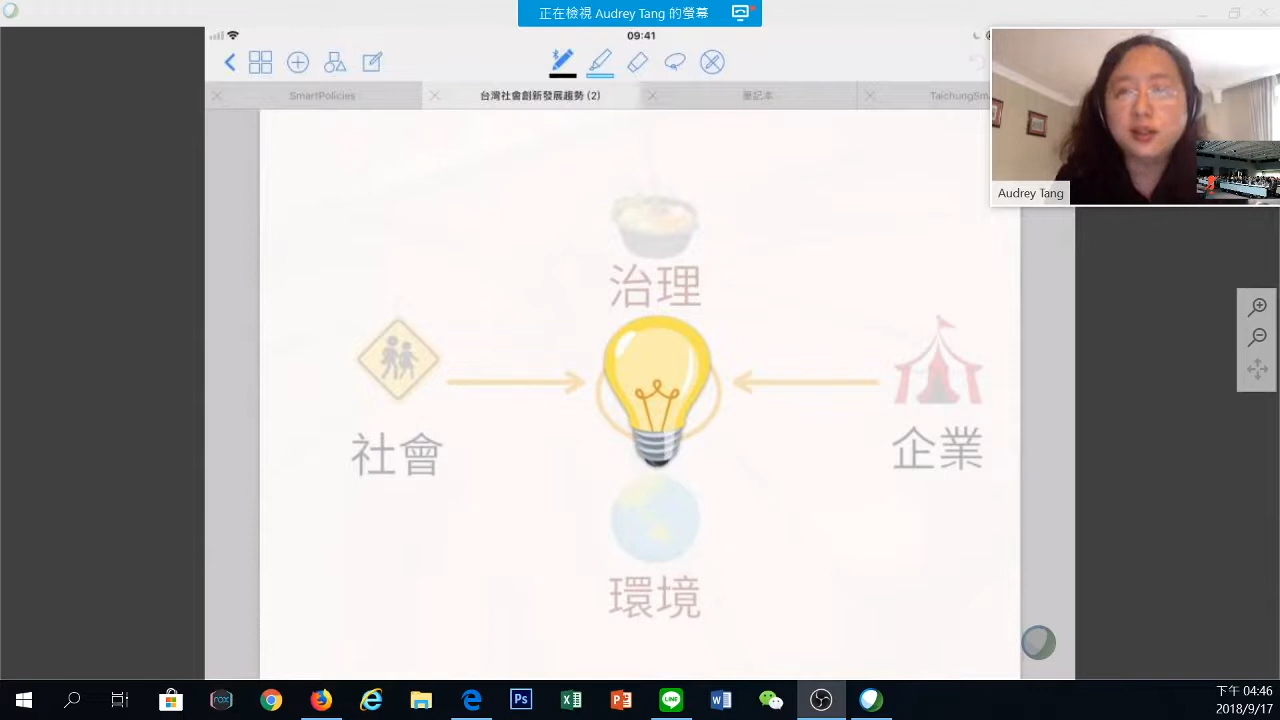 正在檢視 Audrey Tang 的螢幕
09:41
SmartPolicies
台灣社會創新發展趨勢 (2)
筆記本
TaichungSm
Audrey Tang
治理
社會
企業
環境
下午 04:46
2018/9/17